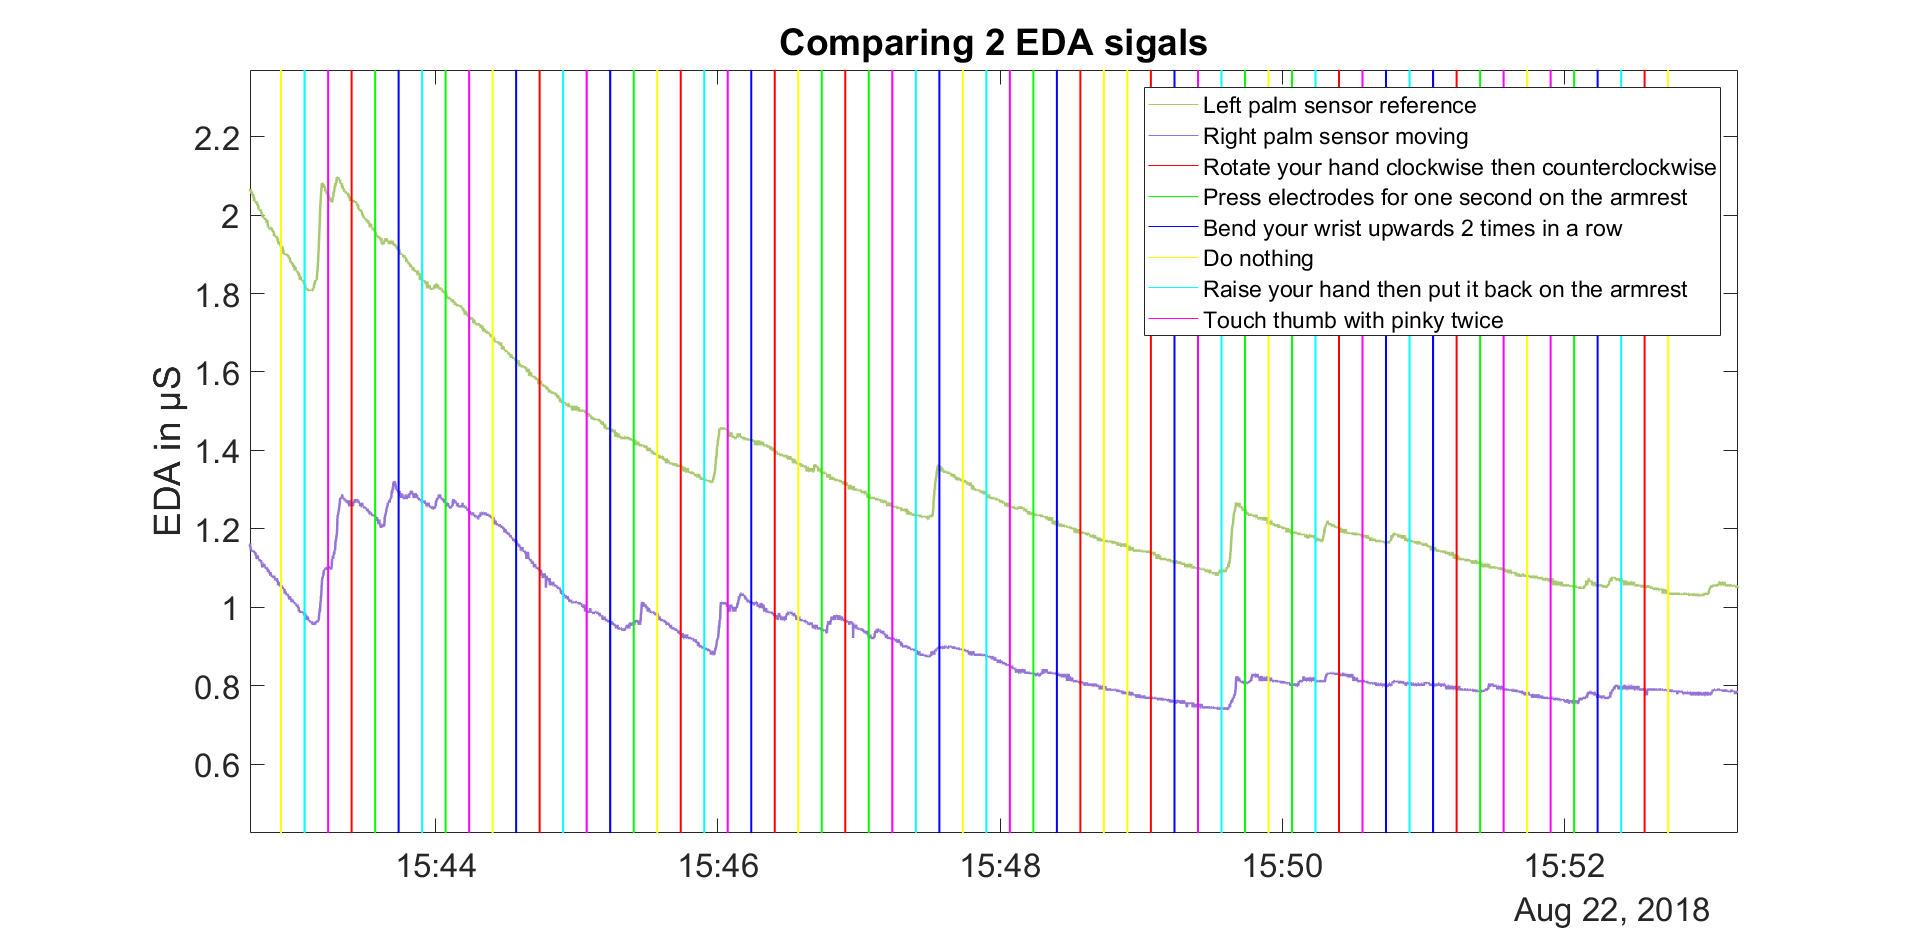 Comparing 2 EDA sigals
Left palm sensor reference
Right palm sensor moving
Rotate your hand clockwise then counterclockwise
Press electrodes for one second on the armrest
Bend your wrist upwards 2 times in a row
Do nothing
Raise your hand then put it back on the armrest
Touch thumb with pinky twice
EDA in µS
2.2
2
1.8
1.6
1.4
1.2
1
0.8
0.6
15:44 15:46 15:48 15:50 15:52
Aug 22, 2018